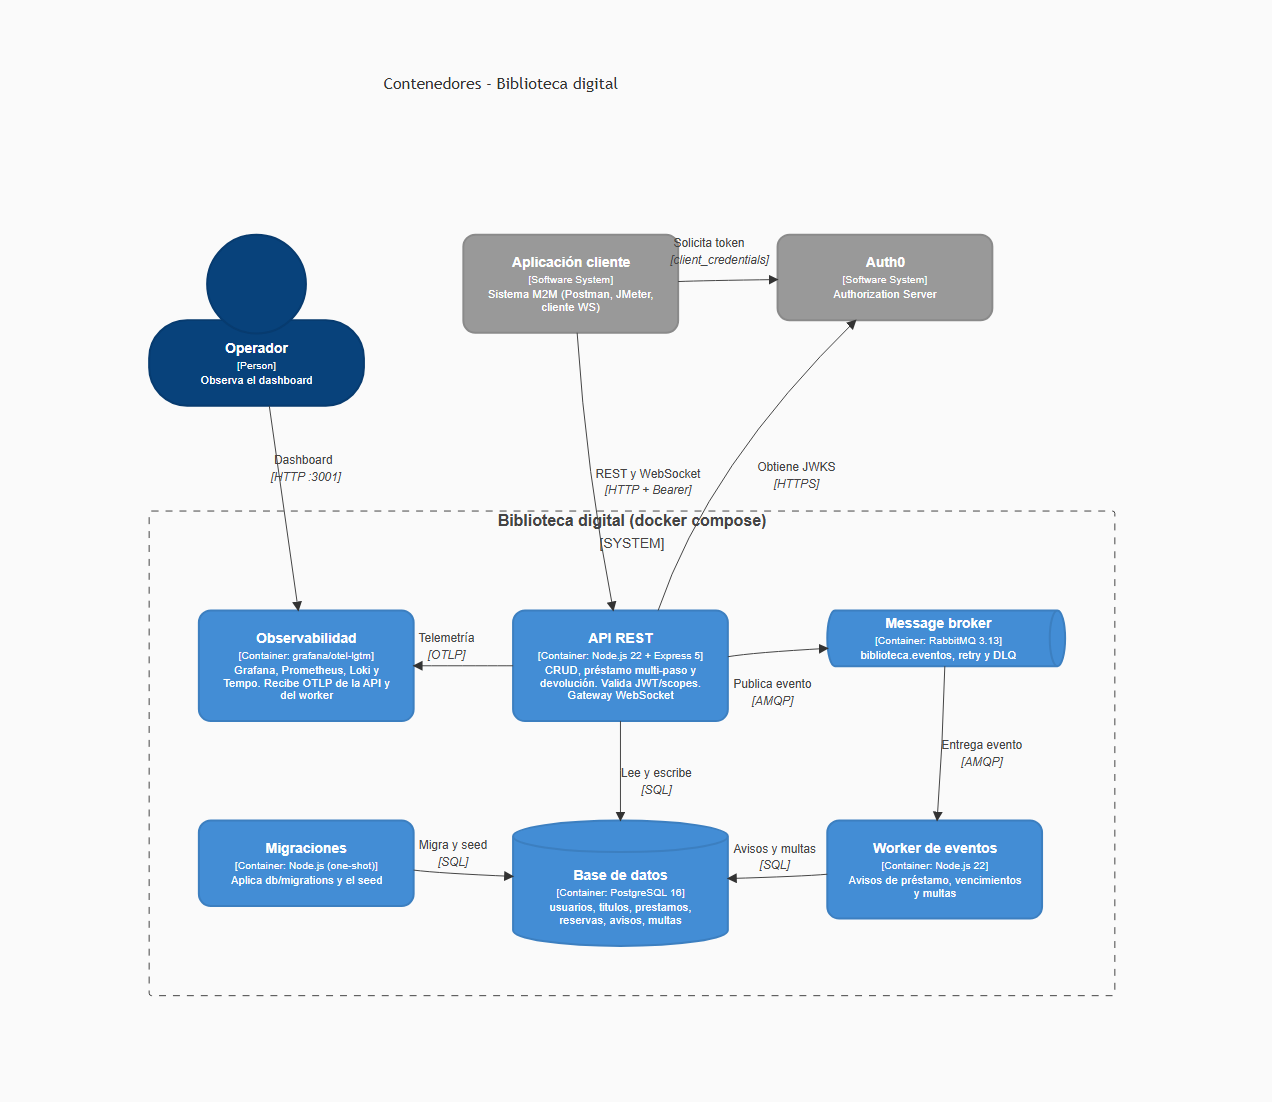 Contenedores - Biblioteca digital
Operador
[Person]
Observa el dashboard
Aplicación cliente
[Software System]
Sistema M2M (Postman, JMeter,
cliente WS)
Solicita token
[client_credentials]
Auth0
[Software System]
Authorization Server
Dashboard
[HTTP :3001]
REST y WebSocket
[HTTP + Bearer]
Obtiene JWKS
[HTTPS]
Biblioteca digital (docker compose)
[SYSTEM]
Observabilidad
[Container: grafana/otel-lgtm]
Grafana, Prometheus, Loki y
Tempo. Recibe OTLP de la API y
del worker
Telemetría
[OTLP]
API REST
[Container: Node.js 22 + Express 5]
CRUD, préstamo multi-paso y
devolución. Valida JWT/scopes.
Gateway WebSocket
Publica evento
[AMQP]
Message broker
[Container: RabbitMQ 3.13]
biblioteca.eventos, retry y DLQ
Lee y escribe
[SQL]
Entrega evento
[AMQP]
Migraciones
[Container: Node.js (one-shot)]
Aplica db/migrations y el seed
Migra y seed
[SQL]
Base de datos
[Container: PostgreSQL 16]
usuarios, titulos, prestamos,
reservas, avisos, multas
Avisos y multas
[SQL]
Worker de eventos
[Container: Node.js 22]
Avisos de préstamo, vencimientos
y multas